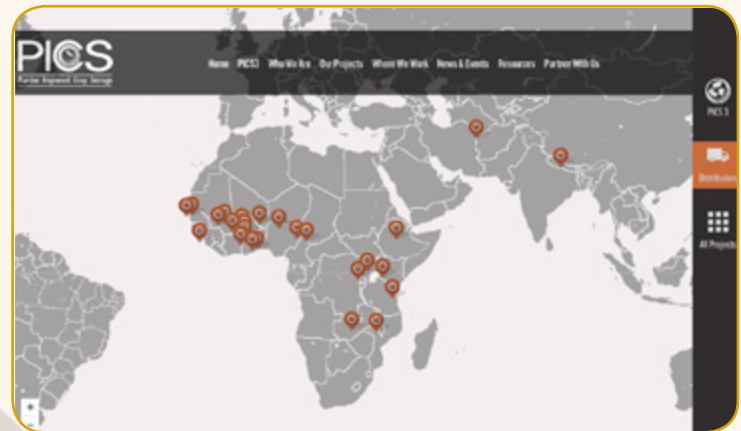 PICS
Purdue Improved Crop Storage
Home PICS3 Who We Are Our Projects Where We Work News & Events Resources Partner With Us
PICS 3
Distributors
All Projects
+